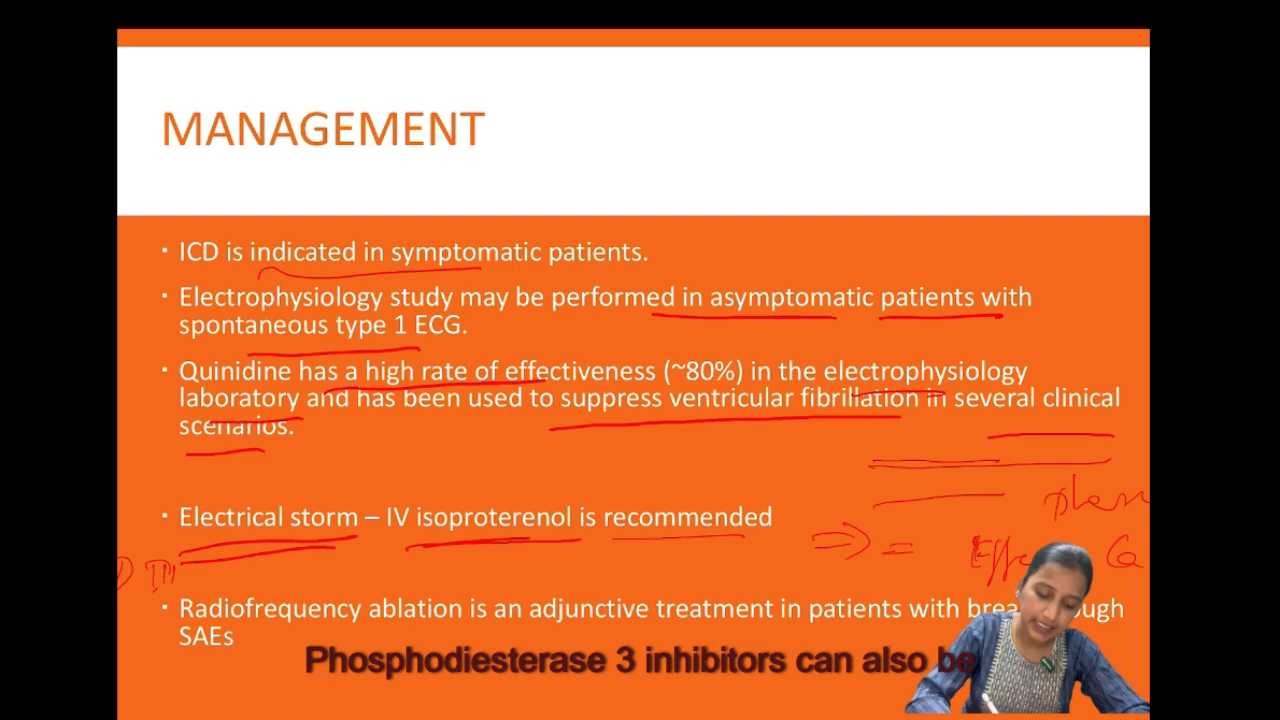 MANAGEMENT
▪ ICD is indicated in symptomatic patients.
▪ Electrophysiology study may be performed in asymptomatic patients with
spontaneous type 1 ECG.
▪ Quinidine has a high rate of effectiveness (~80%) in the electrophysiology
laboratory and has been used to suppress ventricular fibrillation in several clinical
scenarios.
▪ Electrical storm – IV isoproterenol is recommended
▪ Radiofrequency ablation is an adjunctive treatment in patients with
SAEs
Phosphodiesterase 3 inhibitors can also be